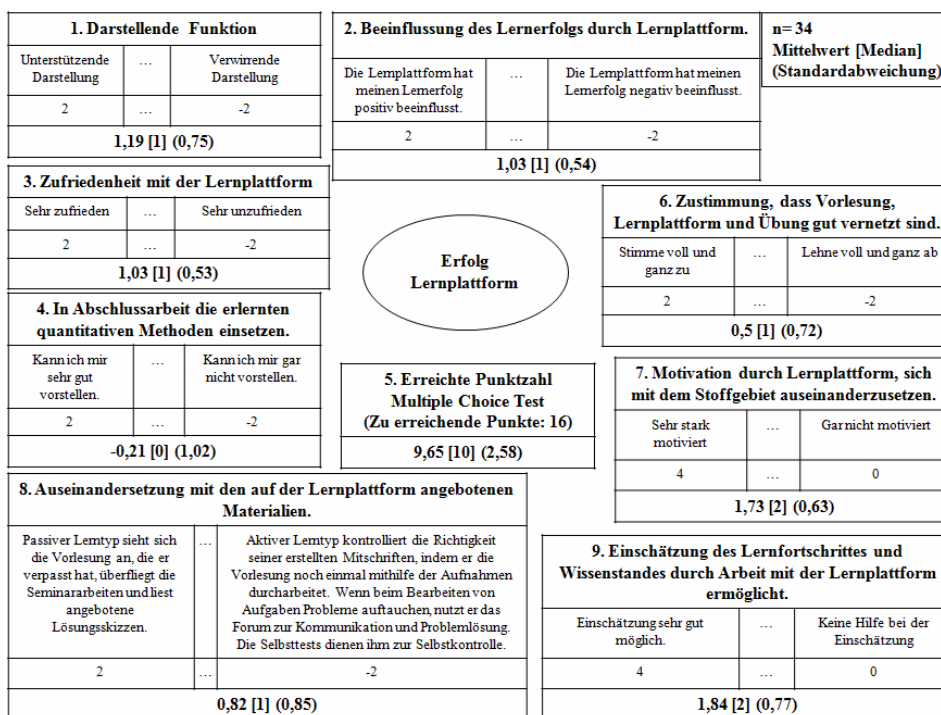 1. Darstellende Funktion
Unterstützende Darstellung
…
Verwirrende Darstellung
2
…
-2
1,19 [1] (0,75)
2. Beeinflussung des Lernerfolgs durch Lernplattform.
Die Lernplattform hat
meinen Lernerfolg
positiv beeinflusst.
…
Die Lernplattform hat meinen
Lernerfolg negativ beeinflusst.
2
…
-2
1,03 [1] (0,54)
n= 34
Mittelwert [Median]
(Standardabweichung)
3. Zufriedenheit mit der Lernplattform
Sehr zufrieden
…
Sehr unzufrieden
2
…
-2
1,03 [1] (0,53)
Erfolg
Lernplattform
6. Zustimmung, dass Vorlesung,
Lernplattform und Übung gut vernetzt sind.
Stimme voll und
ganz zu
…
Lehne voll und ganz ab
2
…
-2
0,5 [1] (0,72)
4. In Abschlussarbeit die erlernten
quantitativen Methoden einsetzen.
Kann ich mir
sehr gut
vorstellen.
…
Kann ich mir gar
nicht vorstellen.
2
…
-2
-0,21 [0] (1,02)
5. Erreichte Punktzahl
Multiple Choice Test
(Zu erreichende Punkte: 16)
9,65 [10] (2,58)
7. Motivation durch Lernplattform, sich
mit dem Stoffgebiet auseinanderzusetzen.
Sehr stark
motiviert
…
Gar nicht motiviert
4
…
0
1,73 [2] (0,63)
8. Auseinandersetzung mit den auf der Lernplattform angebotenen
Materialien.
Passiver Lerntyp sieht sich
die Vorlesung an, die er
verpasst hat, überfliegt die
Seminararbeiten und liest
angebotene
Lösungsskizzen.
…
Aktiver Lerntyp kontrolliert die Richtigkeit
seiner erstellten Mitschriften, indem er die
Vorlesung noch einmal mithilfe der Aufnahmen
durcharbeitet. Wenn beim Bearbeiten von
Aufgaben Probleme auftauchen, nutzt er das
Forum zur Kommunikation und Problemlösung.
Die Selbsttests dienen ihm zur Selbstkontrolle.
2
…
-2
0,82 [1] (0,85)
9. Einschätzung des Lernfortschrittes und
Wissenstandes durch Arbeit mit der Lernplattform
ermöglicht.
Einschätzung sehr gut
möglich.
…
Keine Hilfe bei der
Einschätzung
4
…
0
1,84 [2] (0,77)